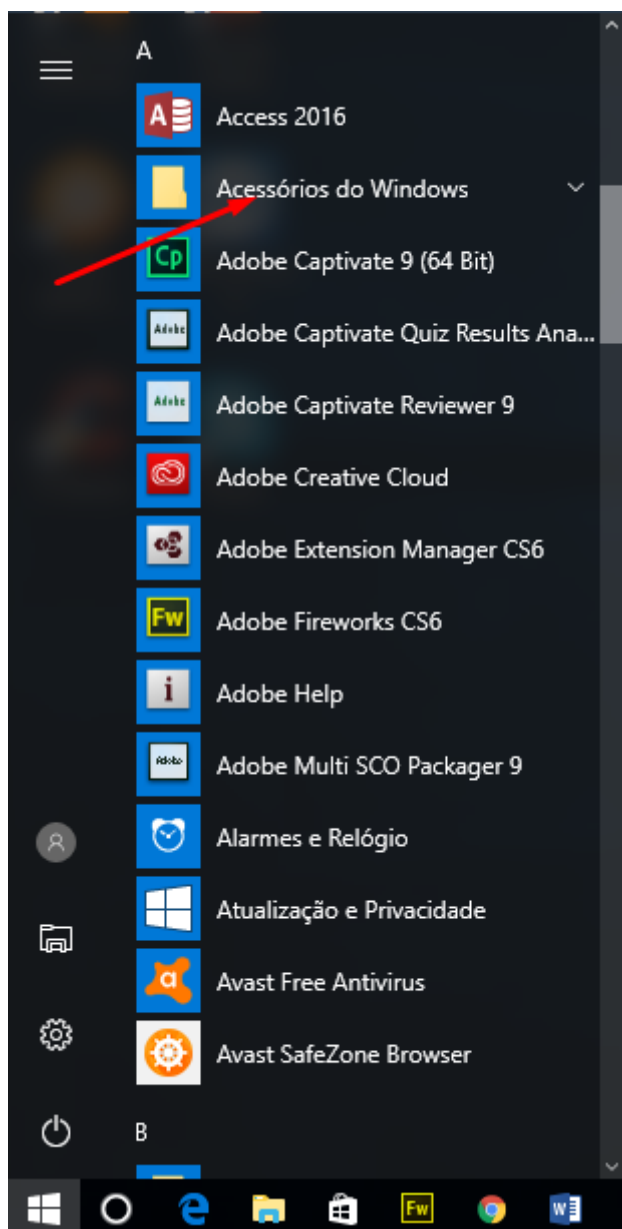 A
Access 2016
Acessórios do Windows
Adobe Captivate 9 (64 Bit)
Adobe Captivate Quiz Results Ana...
Adobe Captivate Reviewer 9
Adobe Creative Cloud
Adobe Extension Manager CS6
Fw Adobe Fireworks CS6
Adobe Help
Adobe Multi SCO Packager 9
Alarmes e Relógio
Atualização e Privacidade
Avast Free Antivirus
Avast SafeZone Browser
B